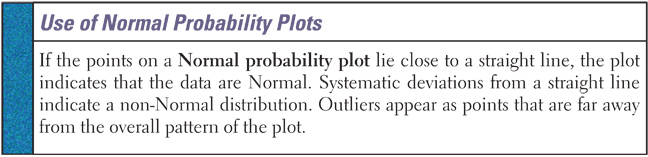 Use of Normal Probability Plots
If the points on a Normal probability plot lie close to a straight line, the plot
indicates that the data are Normal. Systematic deviations from a straight line
indicate a non-Normal distribution. Outliers appear as points that are far away
from the overall pattern of the plot.